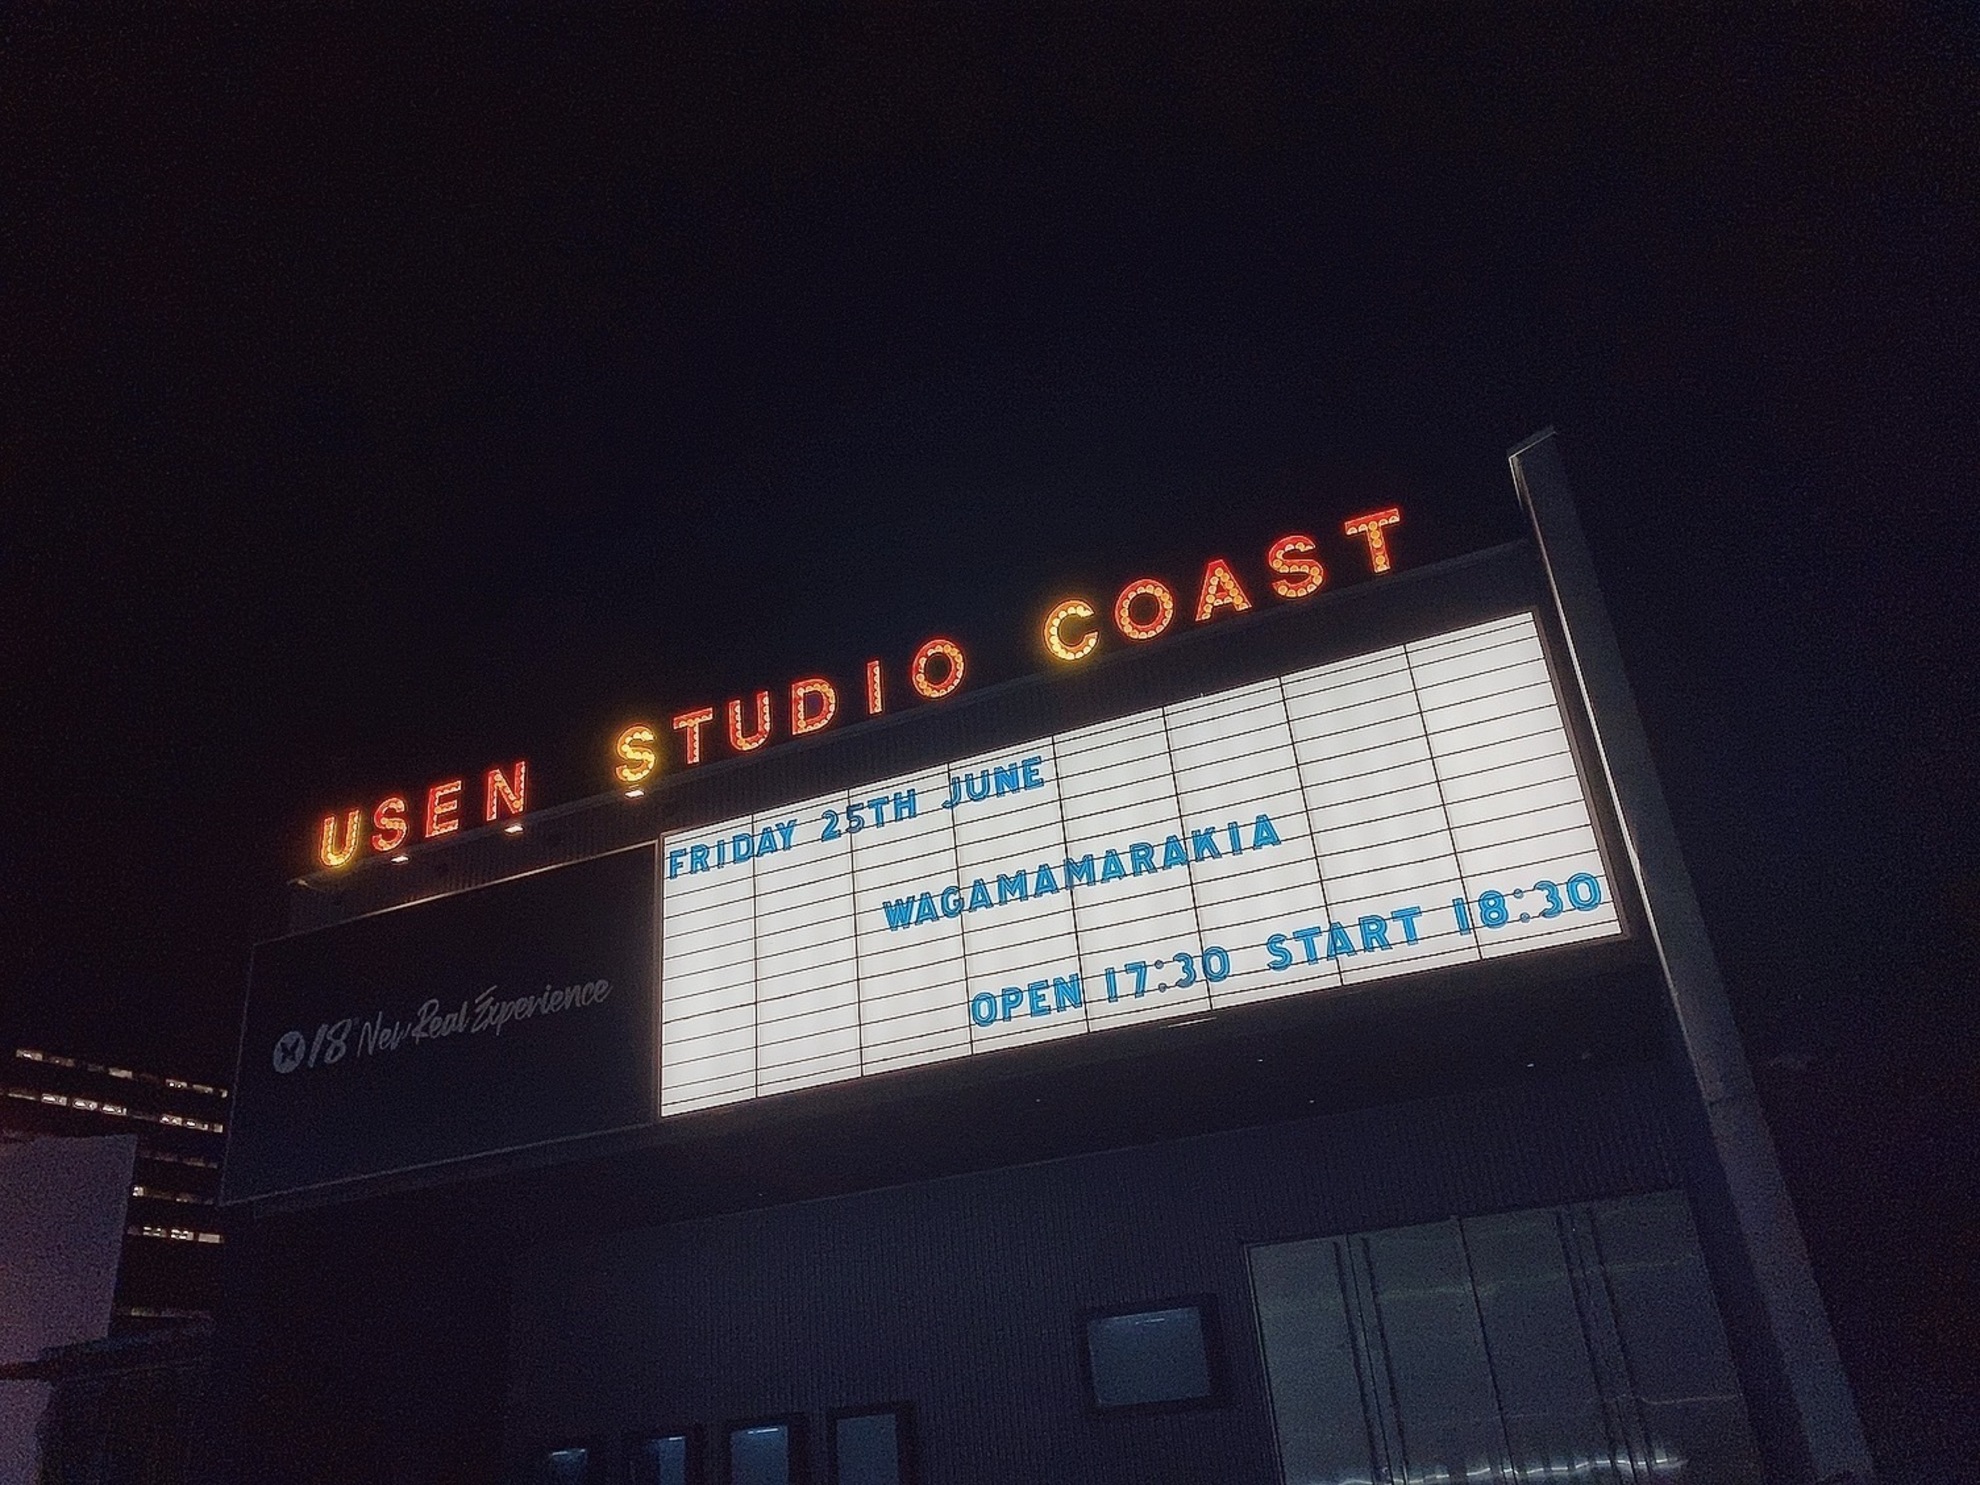 USEN STUDIO COAST
FRIDAY 25TH JUNE
WAGAMAMARAKIA
OPEN 17:30 START 18:30
18 New Real Experience